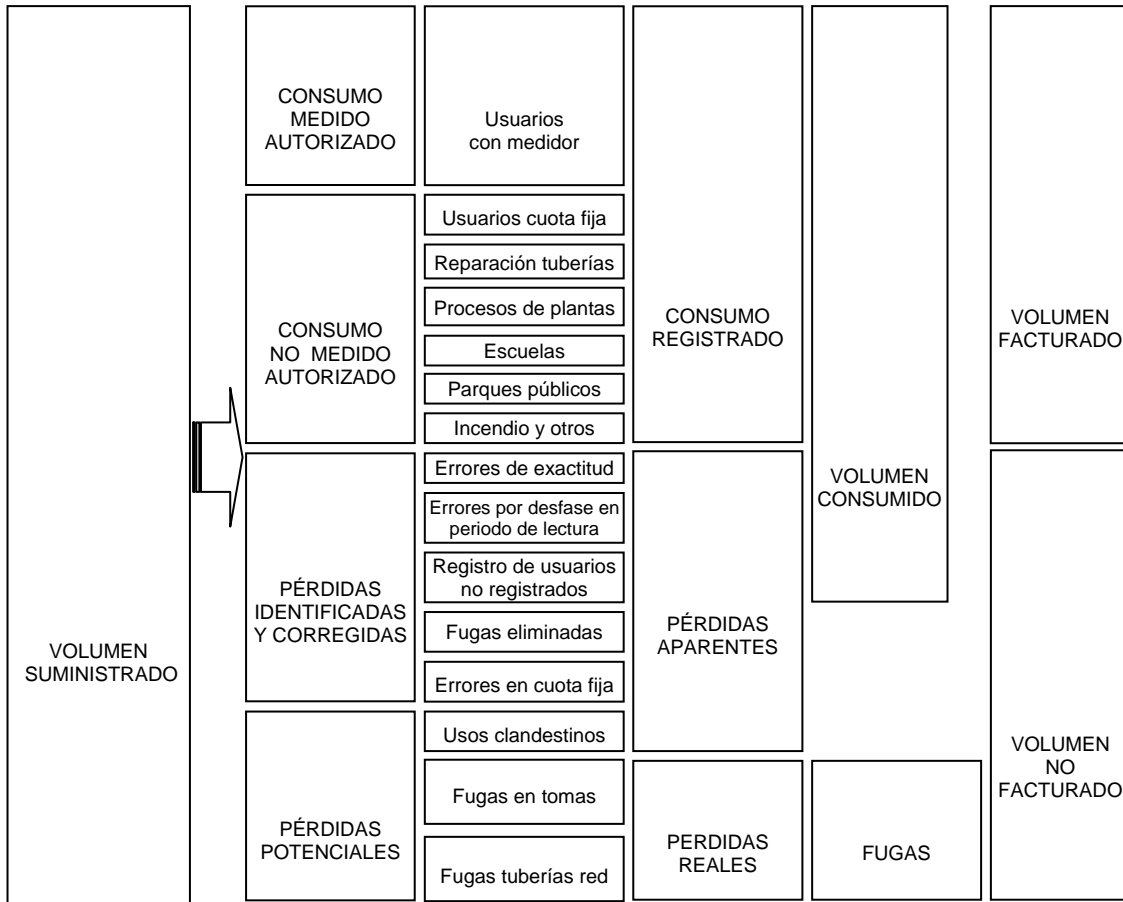 VOLUMEN
SUMINISTRADO
CONSUMO
MEDIDO
AUTORIZADO
CONSUMO
NO MEDIDO
AUTORIZADO
PÉRDIDAS
IDENTIFICADAS
Y CORREGIDAS
PÉRDIDAS
POTENCIALES
Usuarios
con medidor
Usuarios cuota fija
Reparación tuberías
Procesos de plantas
Escuelas
Parques públicos
Incendio y otros
Errores de exactitud
Errores por desfase en
periodo de lectura
Registro de usuarios
no registrados
Fugas eliminadas
Errores en cuota fija
Usos clandestinos
Fugas en tomas
Fugas tuberías red
CONSUMO
REGISTRADO
PÉRDIDAS
APARENTES
PERDIDAS
REALES
VOLUMEN
CONSUMIDO
FUGAS
VOLUMEN
FACTURADO
VOLUMEN
NO
FACTURADO